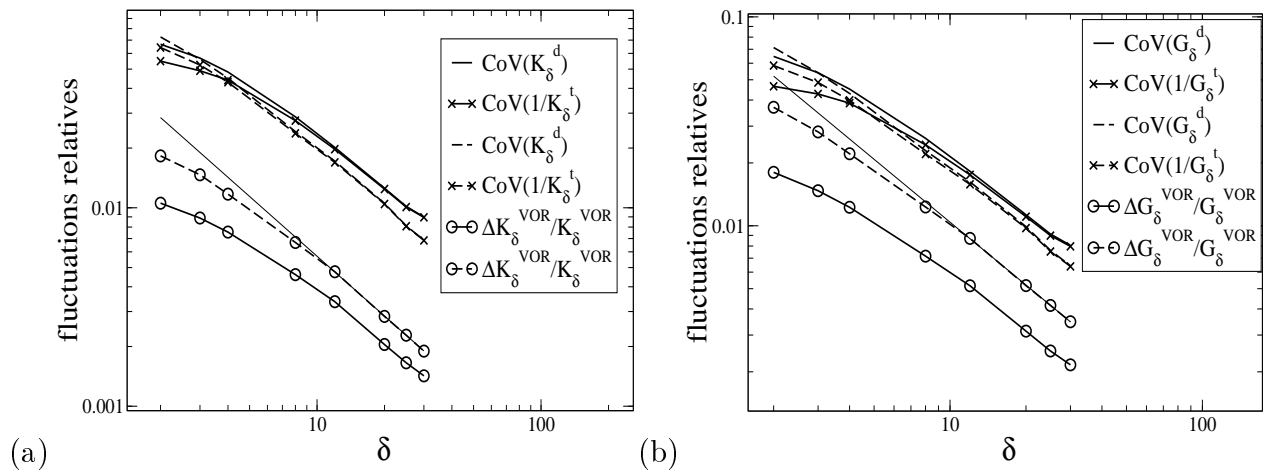 fluctuations relatives
0.01
0.001
10
100
δ
CoV(K_δ^d)
CoV(1/K_δ^t)
CoV(K_δ^d)
CoV(1/K_δ^t)
ΔK_δ^VOR/K_δ^VOR
ΔK_δ^VOR/K_δ^VOR
(a)
fluctuations relatives
0.1
0.01
10
100
δ
CoV(G_δ^d)
CoV(1/G_δ^t)
CoV(G_δ^d)
CoV(1/G_δ^t)
ΔG_δ^VOR/G_δ^VOR
ΔG_δ^VOR/G_δ^VOR
(b)